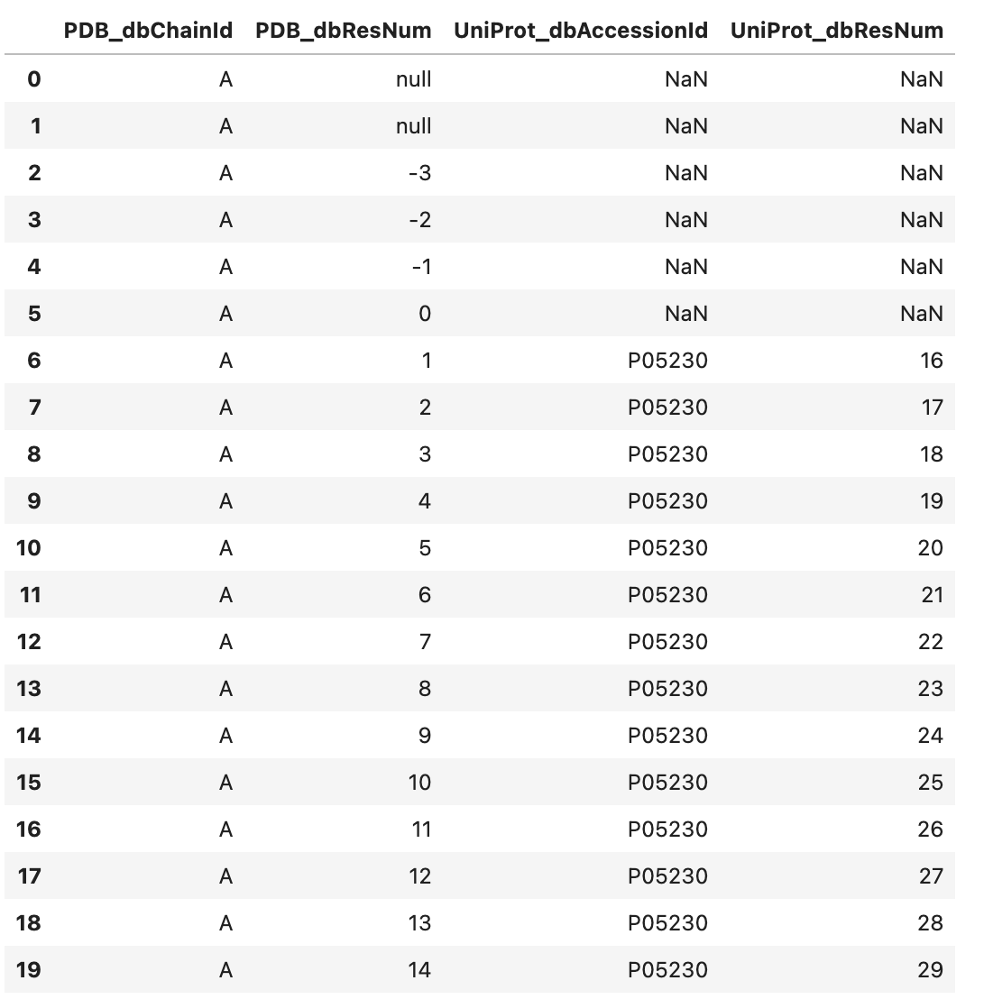 PDB_dbChainId PDB_dbResNum UniProt_dbAccessionId UniProt_dbResNum
0 A null NaN NaN
1 A null NaN NaN
2 A -3 NaN NaN
3 A -2 NaN NaN
4 A -1 NaN NaN
5 A 0 NaN NaN
6 A 1 P05230 16
7 A 2 P05230 17
8 A 3 P05230 18
9 A 4 P05230 19
10 A 5 P05230 20
11 A 6 P05230 21
12 A 7 P05230 22
13 A 8 P05230 23
14 A 9 P05230 24
15 A 10 P05230 25
16 A 11 P05230 26
17 A 12 P05230 27
18 A 13 P05230 28
19 A 14 P05230 29